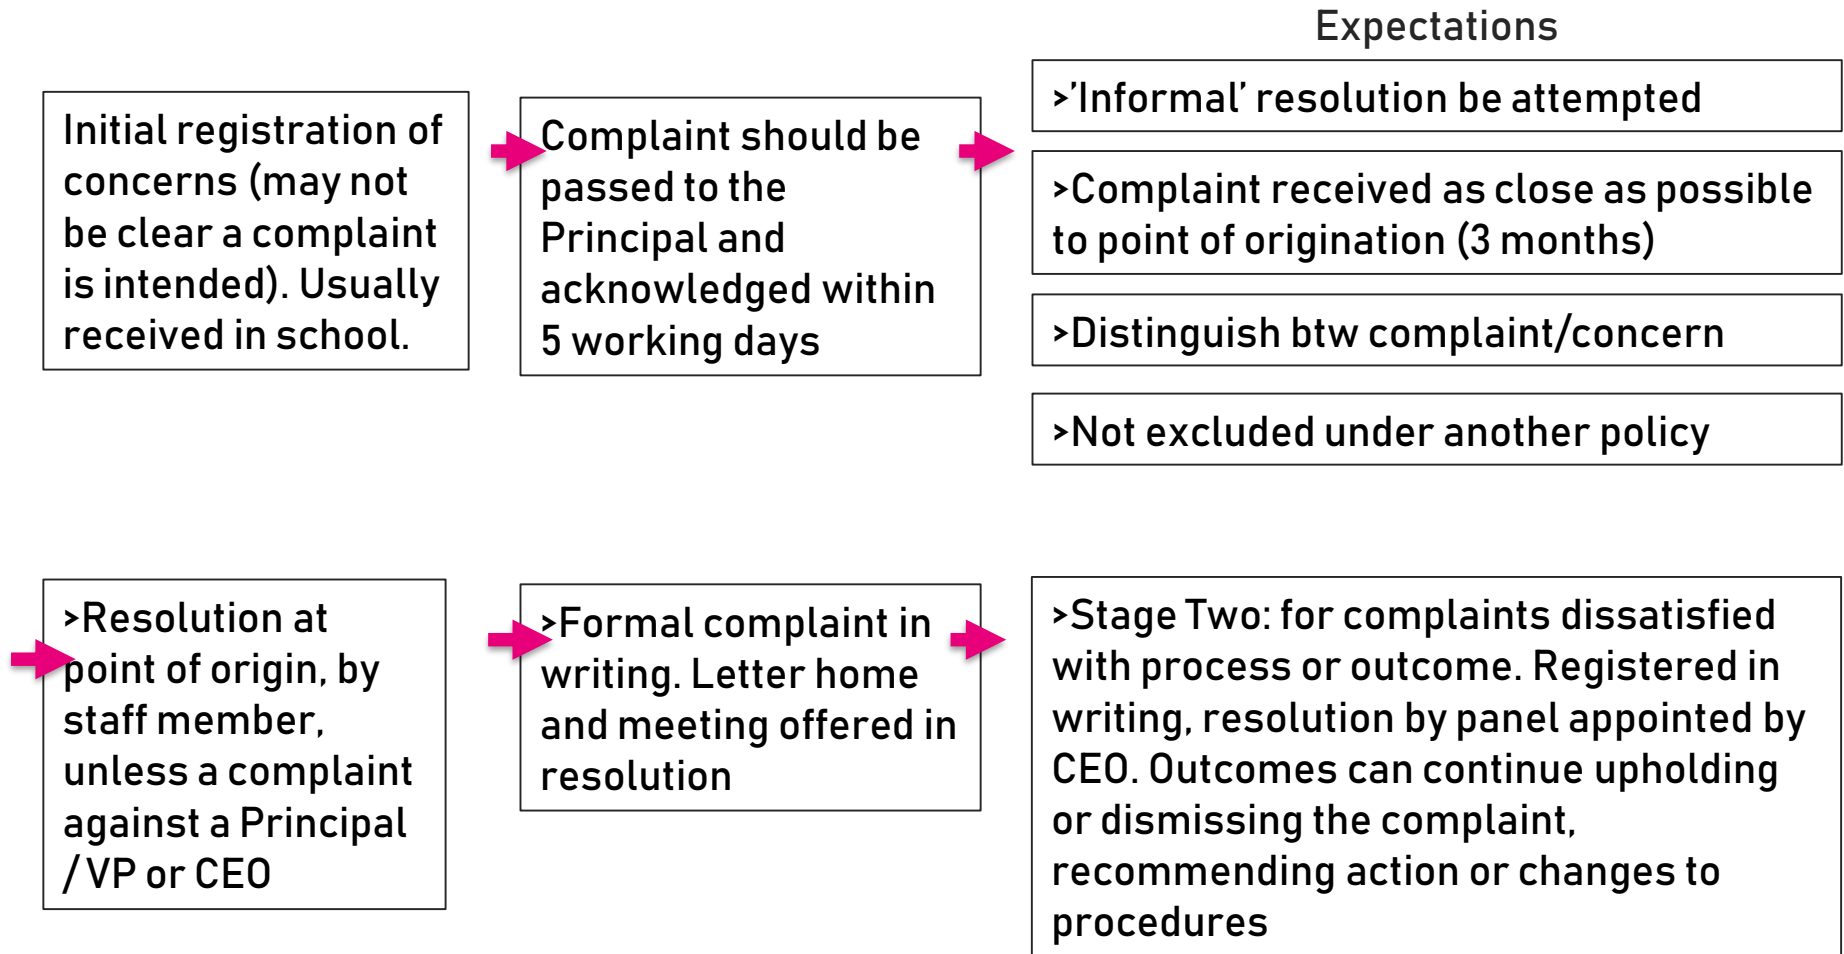 Expectations
Initial registration of
concerns (may not
be clear a complaint
is intended). Usually
received in school.
Complaint should be
passed to the
Principal and
acknowledged within
5 working days
>’Informal’ resolution be attempted
>Complaint received as close as possible
to point of origination (3 months)
>Distinguish btw complaint/concern
>Not excluded under another policy
>Resolution at
point of origin, by
staff member,
unless a complaint
against a Principal
/VP or CEO
>Formal complaint in
writing. Letter home
and meeting offered in
resolution
>Stage Two: for complaints dissatisfied
with process or outcome. Registered in
writing, resolution by panel appointed by
CEO. Outcomes can continue upholding
or dismissing the complaint,
recommending action or changes to
procedures